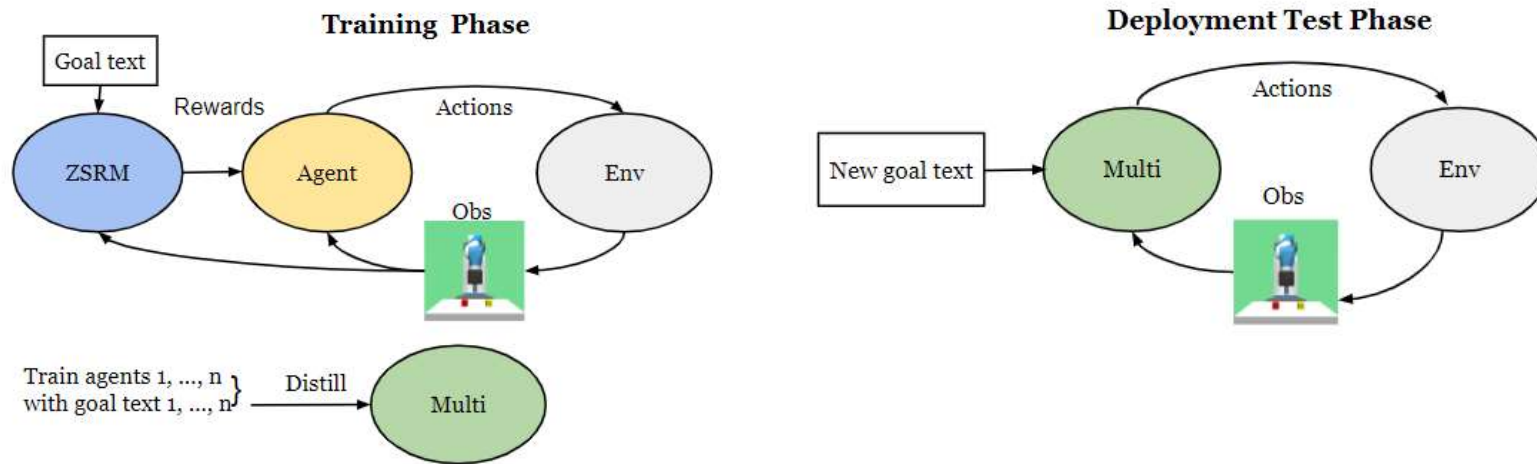 Training Phase
Goal text
Rewards
Actions
ZSRM
Agent
Env
Obs
Train agents 1, ..., n
with goal text 1, ..., n
}
Distill
Multi
Deployment Test Phase
Actions
New goal text
Multi
Env
Obs